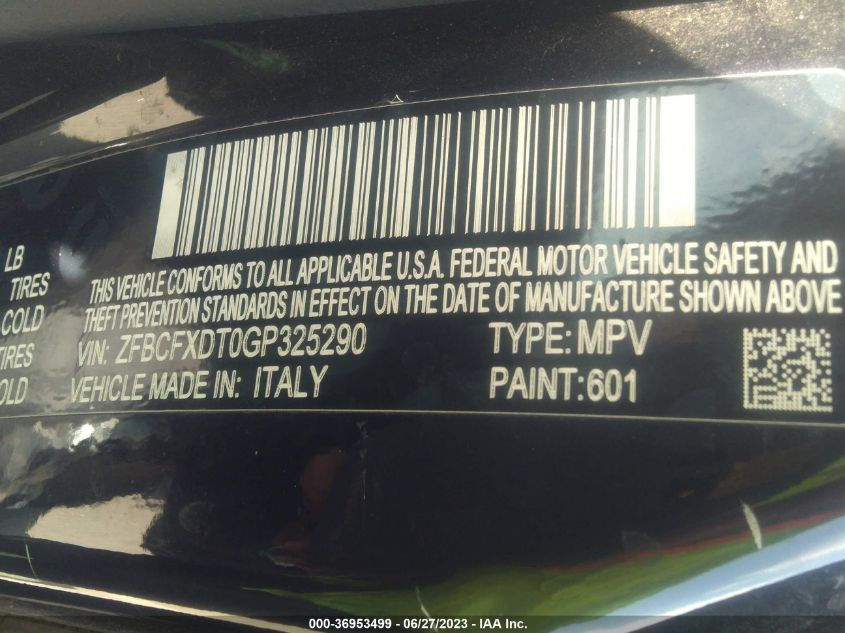 LB
TIRES
COLD
TIRES
COLD
THIS VEHICLE CONFORMS TO ALL APPLICABLE U.S.A. FEDERAL MOTOR VEHICLE SAFETY AND
THEFT PREVENTION STANDARDS IN EFFECT ON THE DATE OF MANUFACTURE SHOWN ABOVE
VIN: ZFBCFXDT0GP325290 TYPE: MPV
VEHICLE MADE IN: ITALY PAINT:601
000-36953499 - 06/27/2023 - IAA Inc.